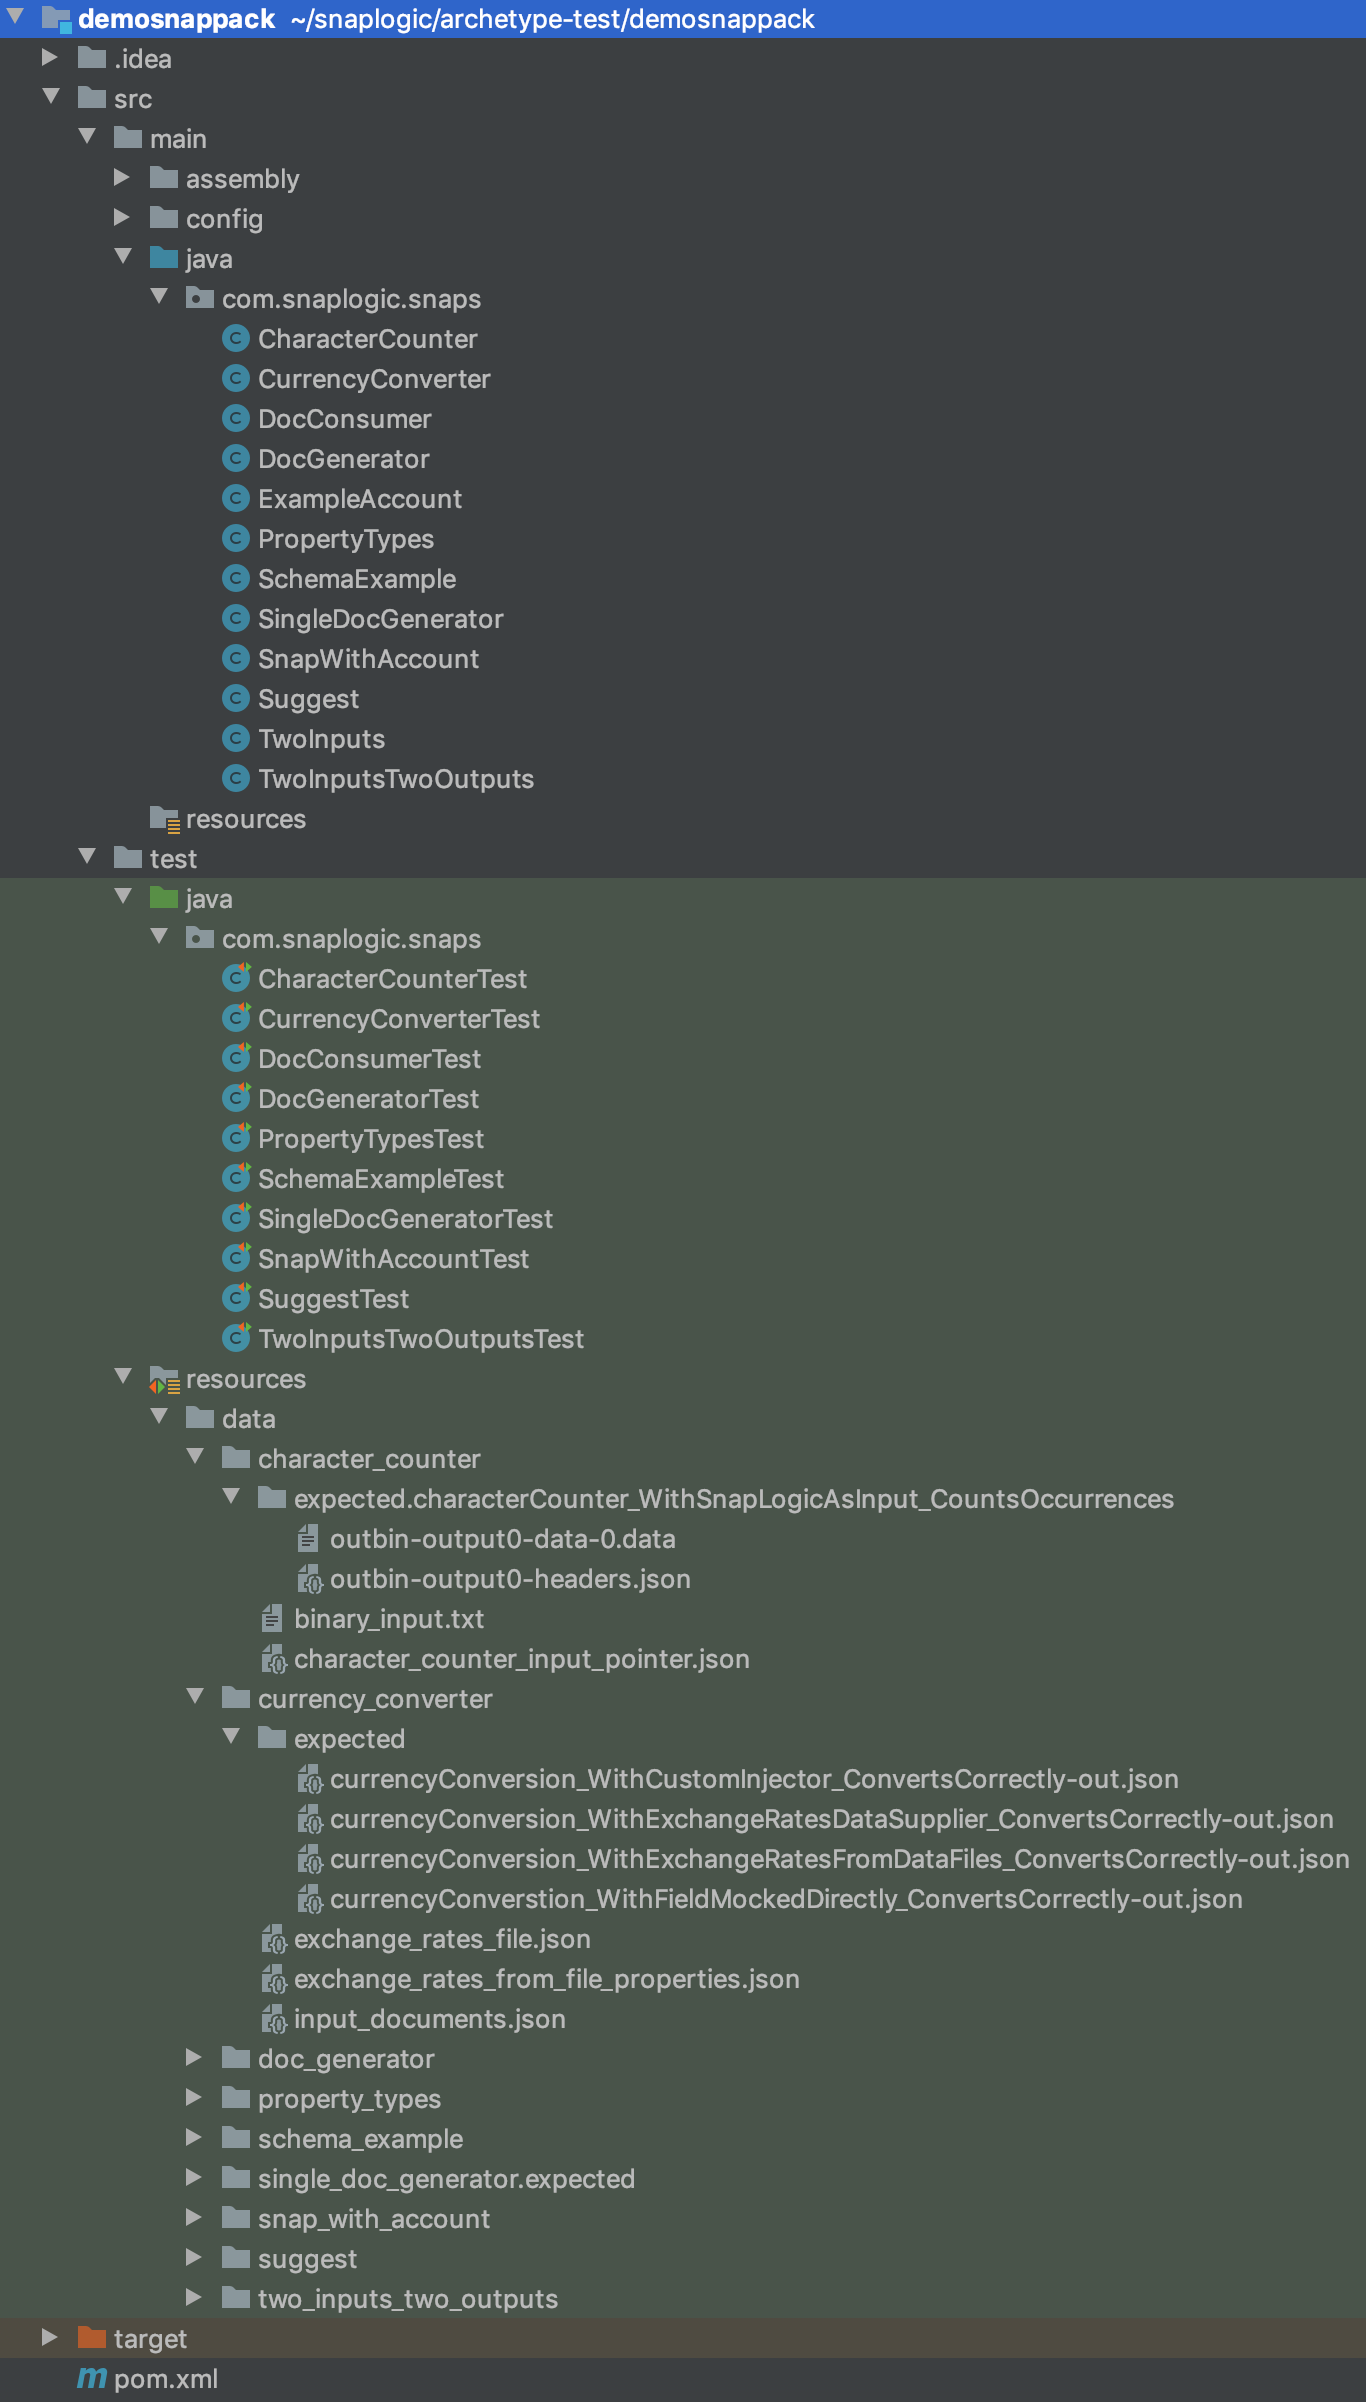 demosnappack ~/snaplogic/archetype-test/demosnappack
.idea
src
main
assembly
config
java
com.snaplogic.snaps
CharacterCounter
CurrencyConverter
DocConsumer
DocGenerator
ExampleAccount
PropertyTypes
SchemaExample
SingleDocGenerator
SnapWithAccount
Suggest
TwoInputs
TwoInputsTwoOutputs
resources
test
java
com.snaplogic.snaps
CharacterCounterTest
CurrencyConverterTest
DocConsumerTest
DocGeneratorTest
PropertyTypesTest
SchemaExampleTest
SingleDocGeneratorTest
SnapWithAccountTest
SuggestTest
TwoInputsTwoOutputsTest
resources
data
character_counter
expected.characterCounter_WithSnapLogicAsInput_CountsOccurrences
outbin-output0-data-0.data
outbin-output0-headers.json
binary_input.txt
character_counter_input_pointer.json
currency_converter
expected
currencyConversion_WithCustomInjector_ConvertsCorrectly-out.json
currencyConversion_WithExchangeRatesDataSupplier_ConvertsCorrectly-out.json
currencyConversion_WithExchangeRatesFromDataFiles_ConvertsCorrectly-out.json
currencyConverstion_WithFieldMockedDirectly_ConvertsCorrectly-out.json
exchange_rates_file.json
exchange_rates_from_file_properties.json
input_documents.json
doc_generator
property_types
schema_example
single_doc_generator.expected
snap_with_account
suggest
two_inputs_two_outputs
target
pom.xml